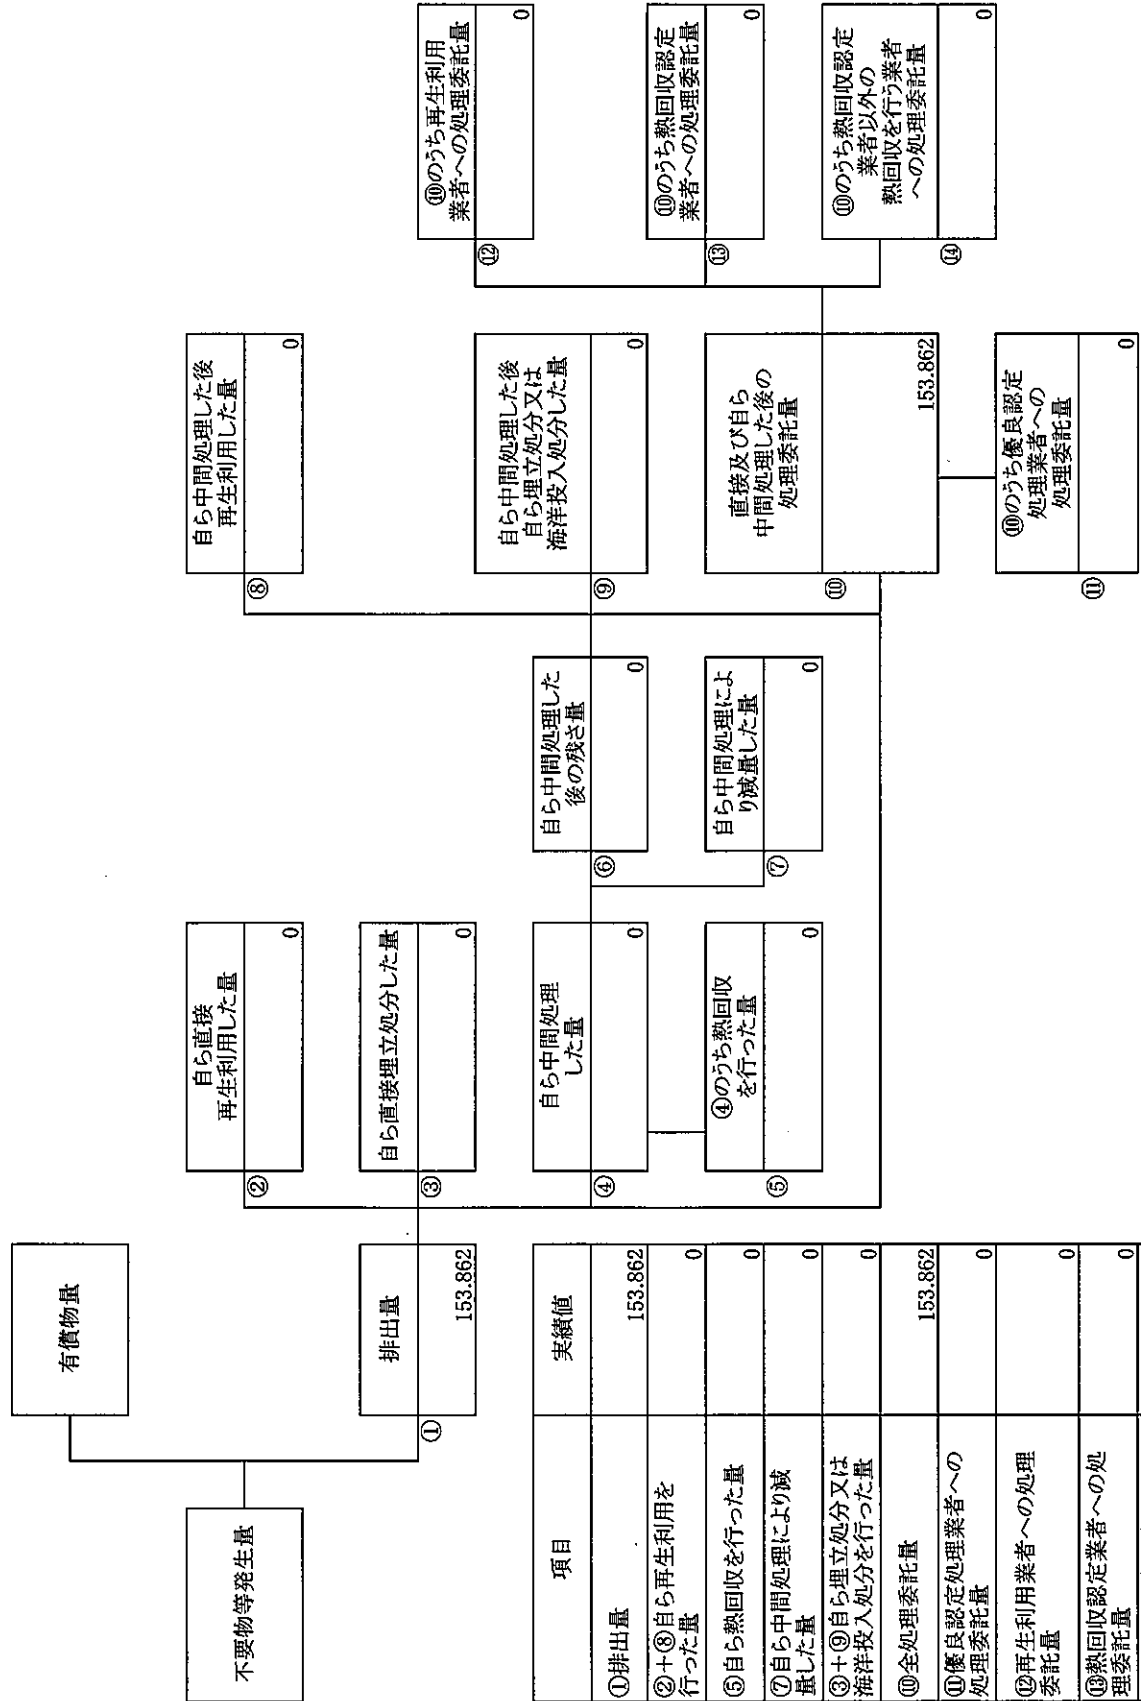 不要物等発生量
有償物量
①
排出量
153.862
②
自ら直接
再生利用した量
0
③
自ら直接埋立処分した量
0
④
自ら中間処理
した量
0
⑤
④のうち熱回収
を行った量
0
⑥
自ら中間処理した
後の残さ量
0
⑦
自ら中間処理によ
り減量した量
0
⑧
自ら中間処理した後
再生利用した量
0
⑨
自ら中間処理した後
自ら埋立処分又は
海洋投入処分した量
0
⑩
直接及び自ら
中間処理した後の
処理委託量
153.862
⑪
⑩のうち優良認定
処理業者への
処理委託量
0
⑫
⑩のうち再生利用
業者への処理委託量
0
⑬
⑩のうち熱回収認定
業者への処理委託量
0
⑭
⑩のうち熱回収認定
業者以外の
熱回収を行う業者
への処理委託量
0
項目 実績値
①排出量 153.862
②+⑧自ら再生利用を
行った量 0
⑤自ら熱回収を行った量 0
⑦自ら中間処理により減
量した量 0
③+⑨自ら埋立処分又は
海洋投入処分を行った量 0
⑩全処理委託量 153.862
⑪優良認定処理業者への
処理委託量 0
⑫再生利用業者への処理
委託量 0
⑬熱回収認定業者への処
理委託量 0